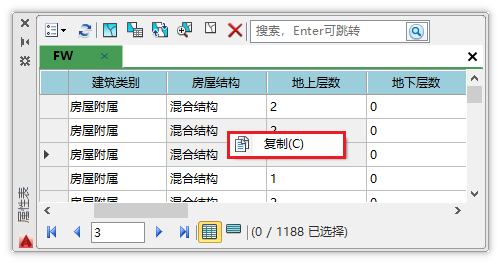 搜索，Enter可跳转
FW
建筑类别 房屋结构 地上层数 地下层数
房屋附属 混合结构 2 0
房屋附属 混合结构 2 0
房屋附属 混合结构 0
房屋附属 混合结构 1 0
房屋附属 混合结构 2 0
复制(C)
属性表
3
(0 / 1188 已选择)